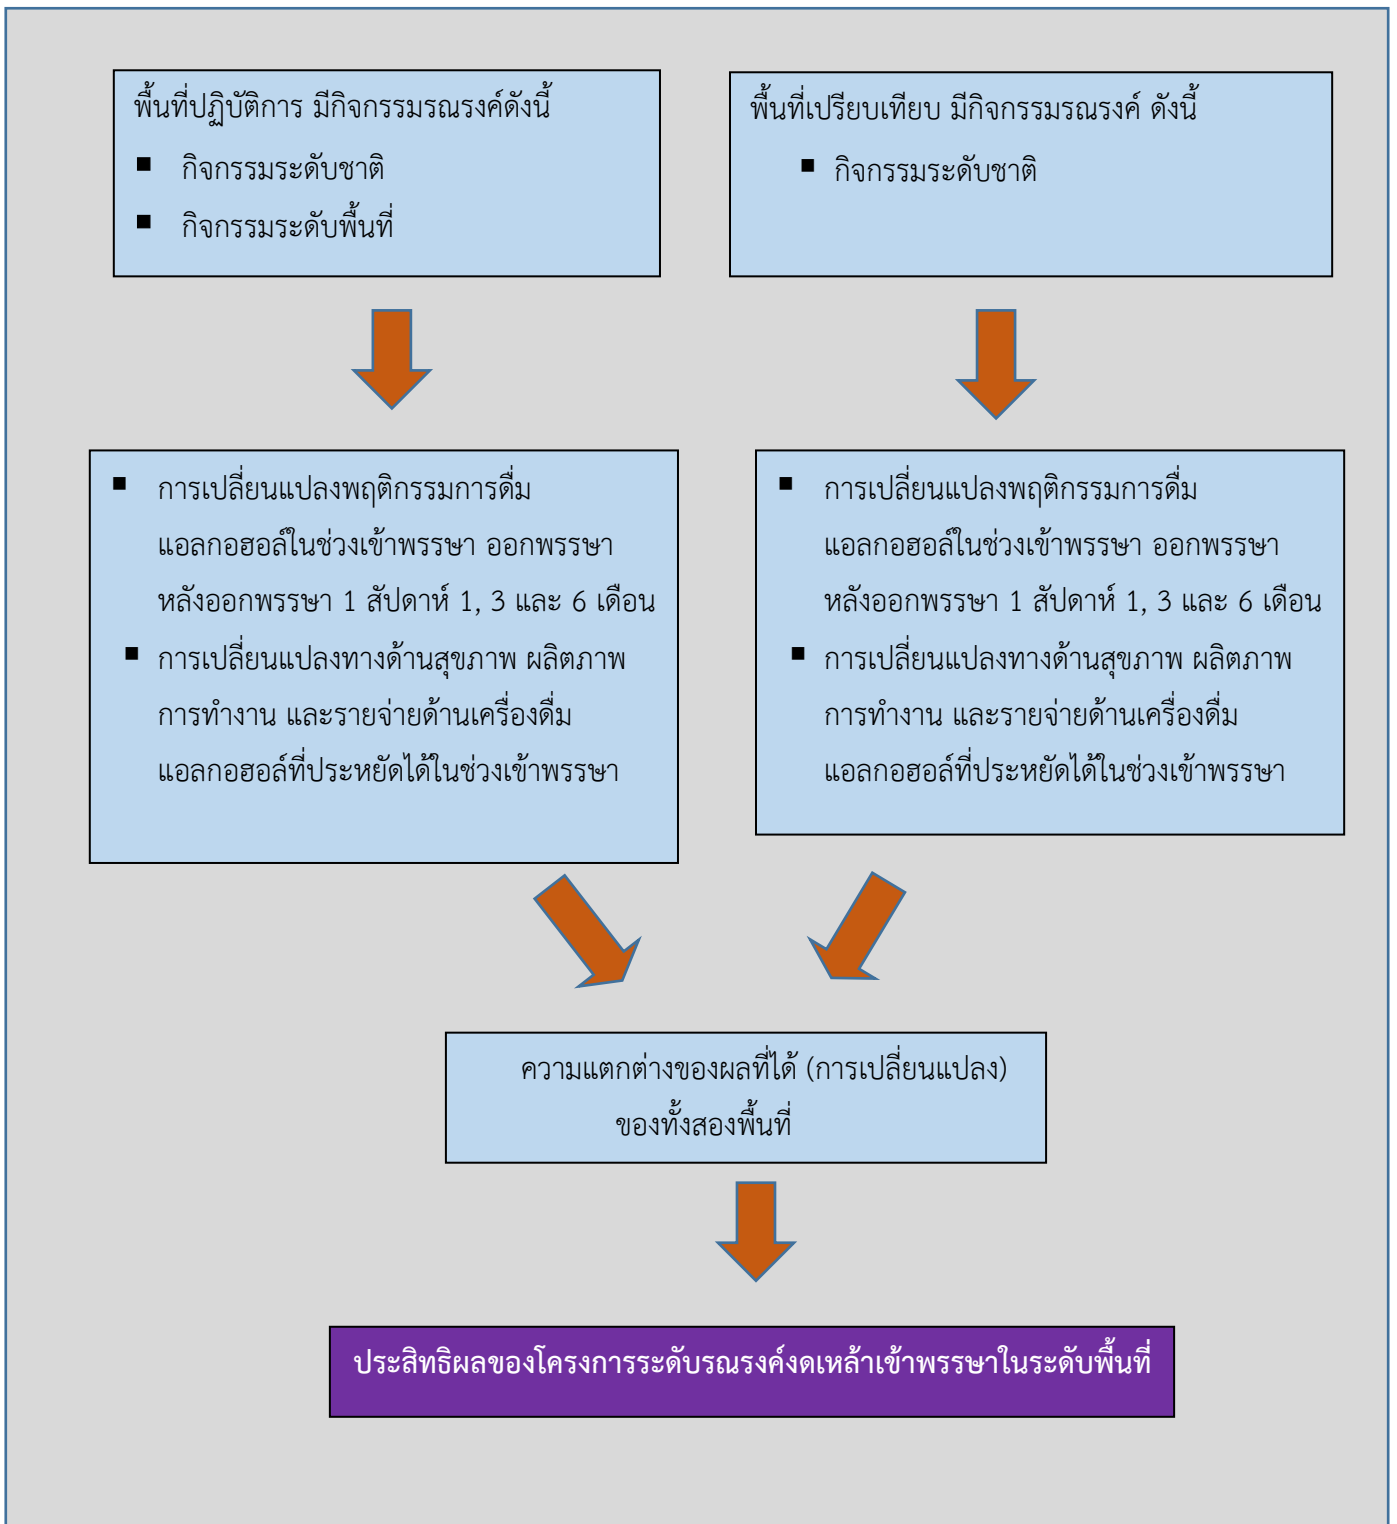 พื้นที่ปฏิบัติการ มีกิจกรรมรณรงค์ดังนี้
▪ กิจกรรมระดับชาติ
▪ กิจกรรมระดับพื้นที่
พื้นที่เปรียบเทียบ มีกิจกรรมรณรงค์ ดังนี้
▪ กิจกรรมระดับชาติ
▪ การเปลี่ยนแปลงพฤติกรรมการดื่ม
แอลกอฮอล์ในช่วงเข้าพรรษา ออกพรรษา
หลังออกพรรษา 1 สัปดาห์ 1, 3 และ 6 เดือน
▪ การเปลี่ยนแปลงทางด้านสุขภาพ ผลิตภาพ
การทำงาน และรายจ่ายด้านเครื่องดื่ม
แอลกอฮอล์ที่ประหยัดได้ในช่วงเข้าพรรษา
▪ การเปลี่ยนแปลงพฤติกรรมการดื่ม
แอลกอฮอล์ในช่วงเข้าพรรษา ออกพรรษา
หลังออกพรรษา 1 สัปดาห์ 1, 3 และ 6 เดือน
▪ การเปลี่ยนแปลงทางด้านสุขภาพ ผลิตภาพ
การทำงาน และรายจ่ายด้านเครื่องดื่ม
แอลกอฮอล์ที่ประหยัดได้ในช่วงเข้าพรรษา
ความแตกต่างของผลที่ได้ (การเปลี่ยนแปลง)
ของทั้งสองพื้นที่
ประสิทธิผลของโครงการระดับรณรงค์งดเหล้าเข้าพรรษาในระดับพื้นที่